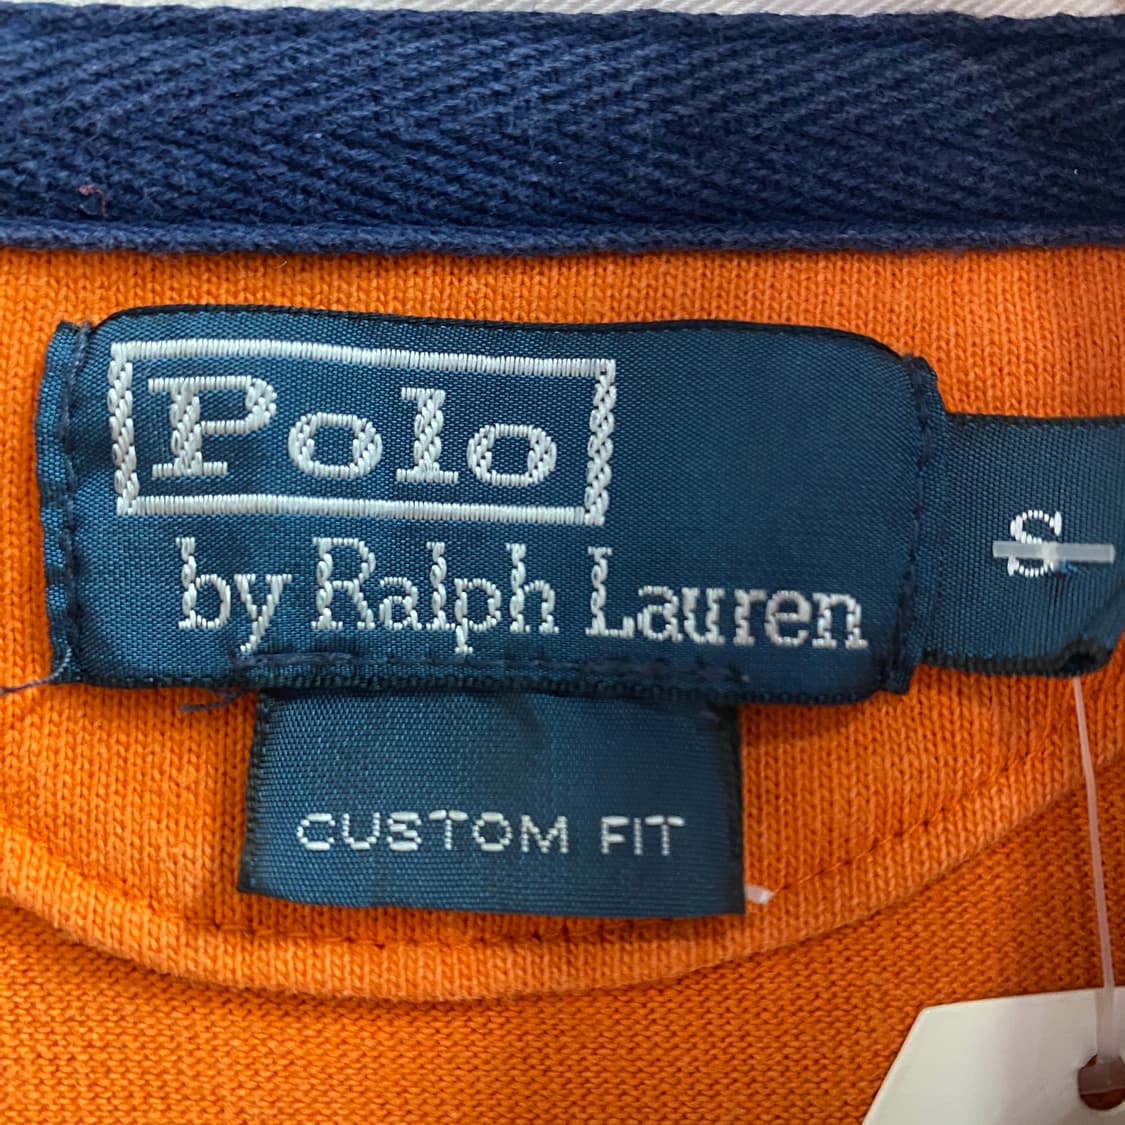 Polo
by Ralph Lauren
S
CUSTOM FIT